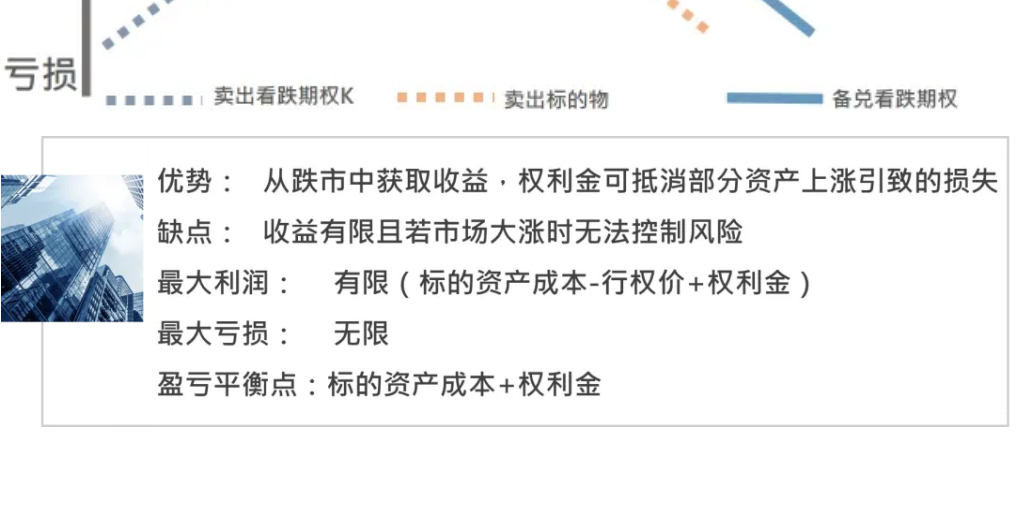 亏损
卖出看跌期权K
卖出标的物
备兑看跌期权
优势： 从跌市中获取收益，权利金可抵消部分资产上涨引致的损失
缺点： 收益有限且若市场大涨时无法控制风险
最大利润： 有限（标的资产成本-行权价+权利金）
最大亏损： 无限
盈亏平衡点：标的资产成本+权利金